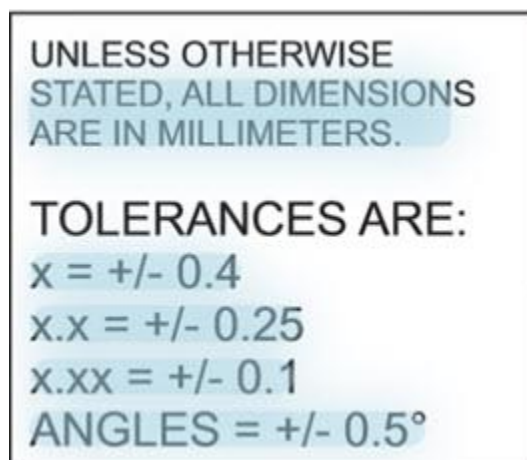 UNLESS OTHERWISE
STATED, ALL DIMENSIONS
ARE IN MILLIMETERS.
TOLERANCES ARE:
x = +/- 0.4
x.x = +/- 0.25
x.xx = +/- 0.1
ANGLES = +/- 0.5°